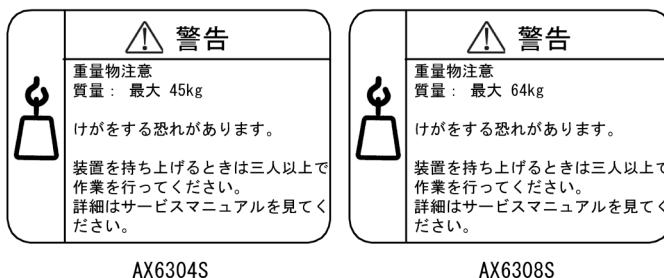 警告
重量物注意
質量： 最大 45kg
けがをする恐れがあります。
装置を持ち上げるときは三人以上で
作業を行ってください。
詳細はサービスマニュアルを見てく
ださい。
AX6304S
警告
重量物注意
質量： 最大 64kg
けがをする恐れがあります。
装置を持ち上げるときは三人以上で
作業を行ってください。
詳細はサービスマニュアルを見てく
ださい。
AX6308S